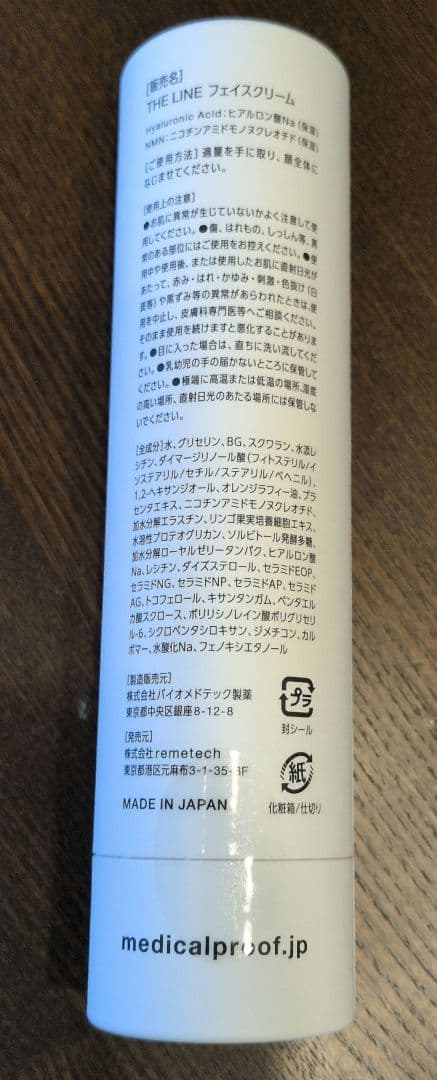 [販売名]
THE LINE フェイスクリーム
Hyaluronic Acid：ヒアルロン酸Na（保湿）
NMN：ニコチンアミドモノヌクレオチド（保湿）
[ご使用方法] 適量を手に取り、顔全体に
なじませてください。
[使用上の注意]
●お肌に異常が生じていないかよく注意して使
用してください。●傷、はれもの、しっしん等、異
常のある部位にはご使用をお控えください。●使
用中や使用後、または使用したお肌に直射日光が
あたって、赤み・はれ・かゆみ・刺激・色抜け（白
斑等）や黒ずみ等の異常があらわれたときは、使
用を中止し、皮膚科専門医等へご相談ください。
そのまま使用を続けますと悪化することがありま
す。●目に入った場合は、直ちに洗い流してくだ
さい。●乳幼児の手の届かないところに保管して
ください。●極端に高温または低温の場所、湿度
の高い場所、直射日光のあたる場所には保管しな
いでください。
[全成分]水、グリセリン、BG、スクワラン、水添レ
シチン、ダイマージリノール酸（フィトステリル/イ
ソステアリル/セチル/ステアリル/ベヘニル）、
1,2-ヘキサンジオール、オレンジラフィー油、プラ
センタエキス、ニコチンアミドモノヌクレオチド、
加水分解エラスチン、リンゴ果実培養細胞エキス、
水溶性プロテオグリカン、ソルビトール発酵多糖、
加水分解ローヤルゼリータンパク、ヒアルロン酸
Na、レシチン、ダイズステロール、セラミドEOP、
セラミドNG、セラミドNP、セラミドAP、セラミド
AG、トコフェロール、キサンタンガム、ペンタエル
カ酸スクロース、ポリリシノレイン酸ポリグリセリ
ル-6、シクロペンタシロキサン、ジメチコン、カル
ボマー、水酸化Na、フェノキシエタノール
[製造販売元]
株式会社バイオメドテック製薬
東京都中央区銀座8-12-8
[発売元]
株式会社remetech
東京都港区元麻布3-1-35-BF
MADE IN JAPAN
プラ
封シール
紙
化粧箱/仕切り
medicalproof.jp